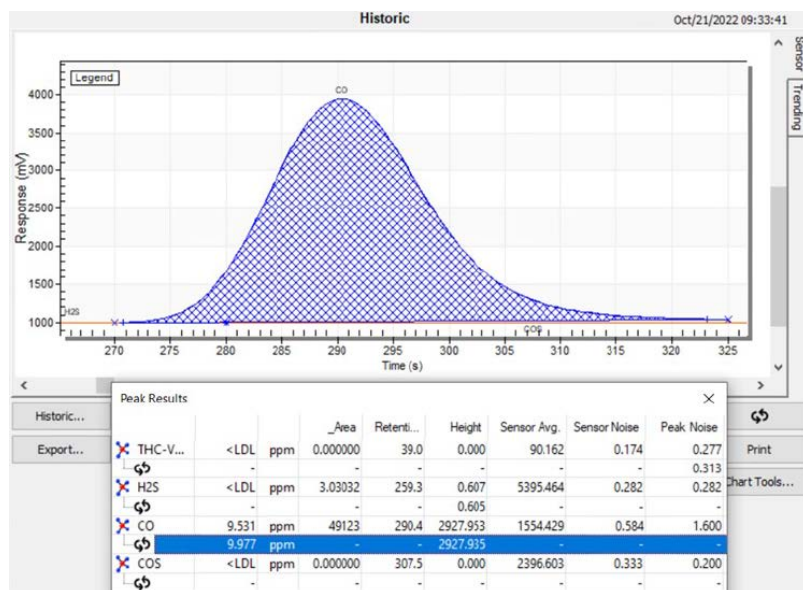 Historic
Oct/21/2022 09:33:41
Sensor
Trending
Legend
CO
Response (mV)
4000
3500
3000
2500
2000
1500
1000
H2S
COS
270 275 280 285 290 295 300 305 310 315 320 325
Time (s)
Historic...
Export...
Print
Chart Tools...
Peak Results
_Area Retenti... Height Sensor Avg. Sensor Noise Peak Noise
THC-V... <LDL ppm 0.000000 39.0 0.000 90.162 0.174 0.277
- - - - - 0.313
H2S <LDL ppm 3.03032 259.3 0.607 5395.464 0.282 0.282
- - - 0.605 - - -
CO 9.531 ppm 49123 290.4 2927.953 1554.429 0.584 1.600
9.977 ppm - - 2927.935 - - -
COS <LDL ppm 0.000000 307.5 0.000 2396.603 0.333 0.200
- - - - - - -